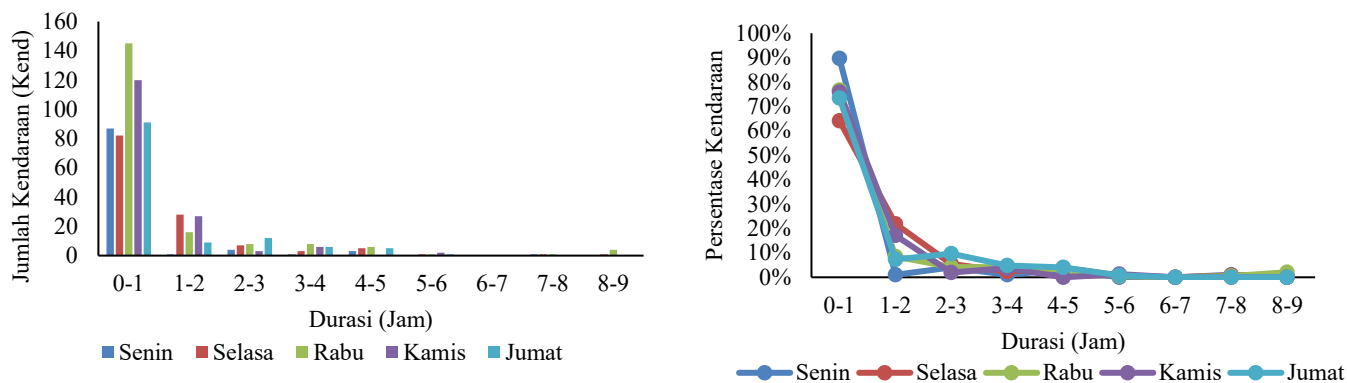 Jumlah Kendaraan (Kend)
160
140
120
100
80
60
40
20
0
0-1 1-2 2-3 3-4 4-5 5-6 6-7 7-8 8-9
Durasi (Jam)
Senin Selasa Rabu Kamis Jumat
Persentase Kendaraan
100%
90%
80%
70%
60%
50%
40%
30%
20%
10%
0%
0-1 1-2 2-3 3-4 4-5 5-6 6-7 7-8 8-9
Durasi (Jam)
Senin Selasa Rabu Kamis Jumat